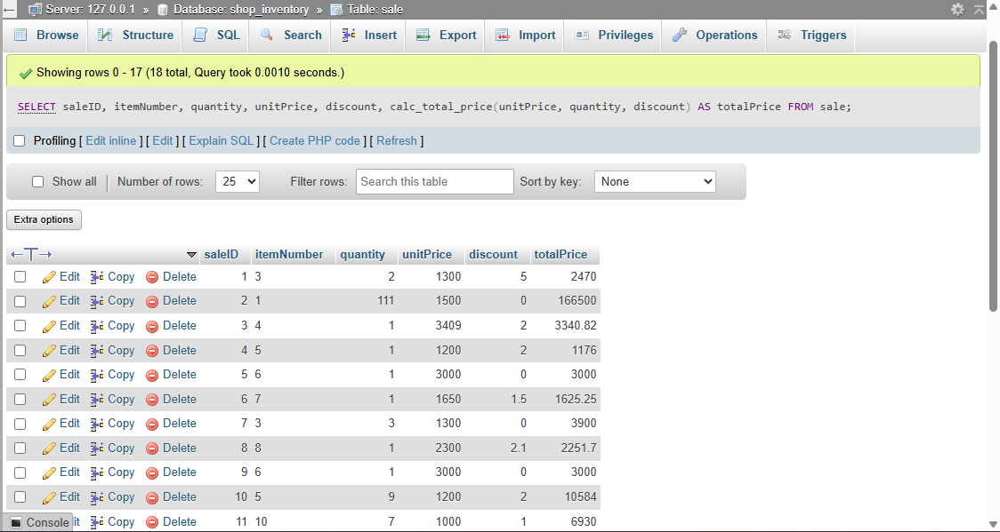 Server: 127.0.0.1 » Database: shop_inventory » Table: sale
Browse Structure SQL Search Insert Export Import Privileges Operations Triggers
Showing rows 0 - 17 (18 total, Query took 0.0010 seconds.)
SELECT saleID, itemNumber, quantity, unitPrice, discount, calc_total_price(unitPrice, quantity, discount) AS totalPrice FROM sale;
Profiling [ Edit inline ] [ Edit ] [ Explain SQL ] [ Create PHP code ] [ Refresh ]
Show all Number of rows: 25 Filter rows: Search this table Sort by key: None
Extra options
saleID itemNumber quantity unitPrice discount totalPrice
Edit Copy Delete 1 3 2 1300 5 2470
Edit Copy Delete 2 1 111 1500 0 166500
Edit Copy Delete 3 4 1 3409 2 3340.82
Edit Copy Delete 4 5 1 1200 2 1176
Edit Copy Delete 5 6 1 3000 0 3000
Edit Copy Delete 6 7 1 1650 1.5 1625.25
Edit Copy Delete 7 3 3 1300 0 3900
Edit Copy Delete 8 8 1 2300 2.1 2251.7
Edit Copy Delete 9 6 1 3000 0 3000
Edit Copy Delete 10 5 9 1200 2 10584
Console it Copy Delete 11 10 7 1000 1 6930